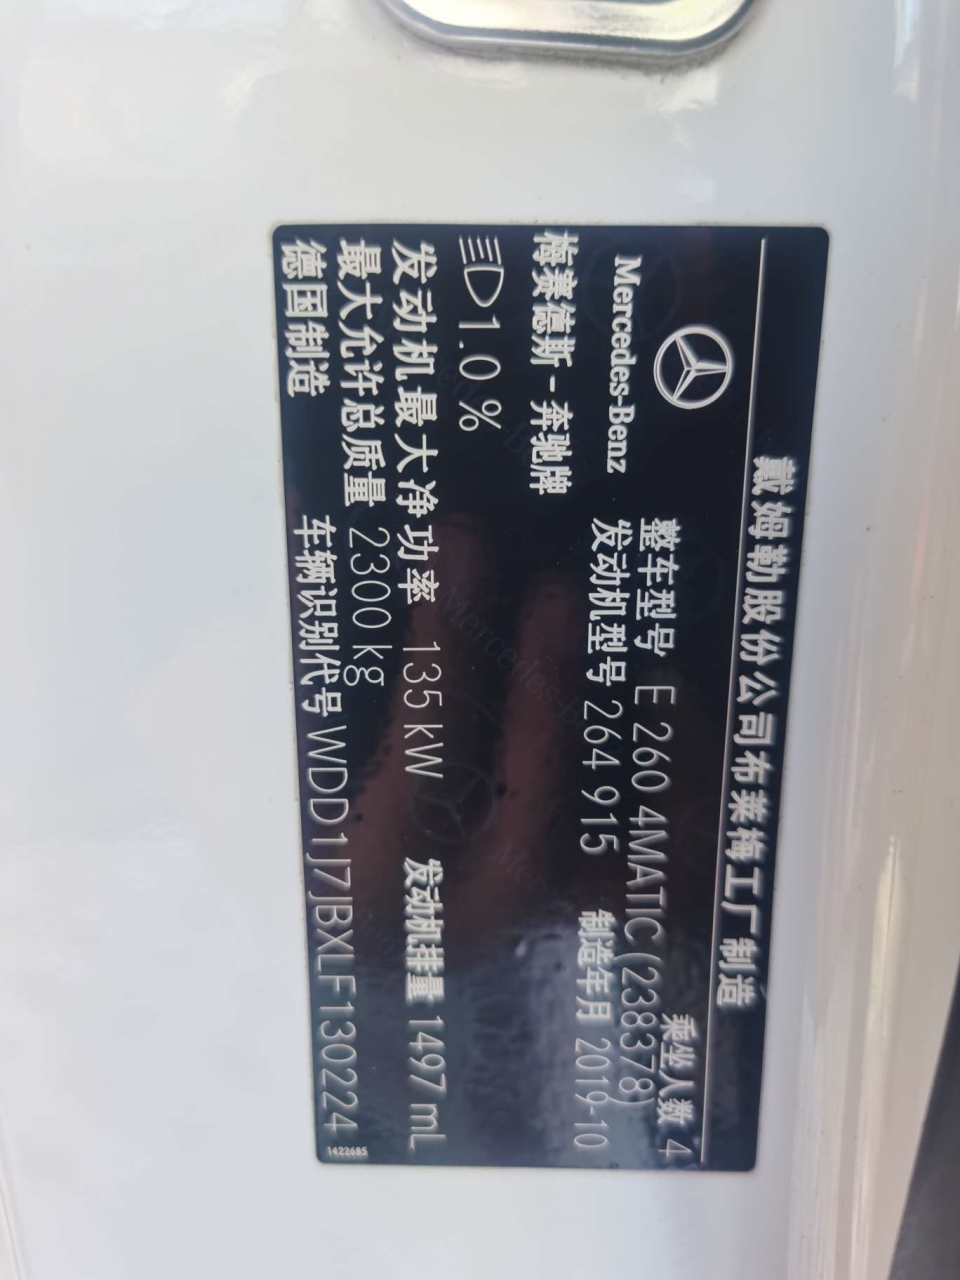 戴姆勒股份公司布莱梅工厂制造
乘坐人数 4
Mercedes-Benz
整车型号 E 260 4MATIC(238378)
梅赛德斯-奔驰牌
发动机型号 264 915
制造年月 2019-10
1.0 %
发动机最大净功率 135 kW
发动机排量 1497 mL
最大允许总质量 2300 kg
德国制造
车辆识别代号 WDD1J7JBXLF130224
1422685